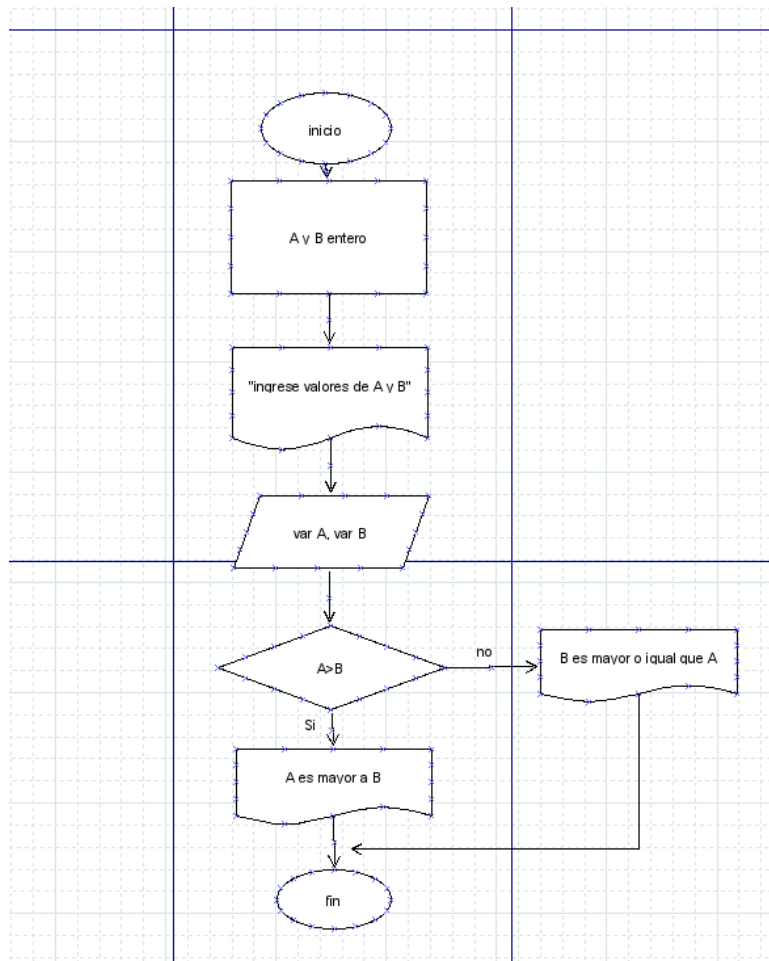 inicio
A y B entero
"ingrese valores de A y B"
var A, var B
A>B
no
B es mayor o igual que A
Si
A es mayor a B
fin